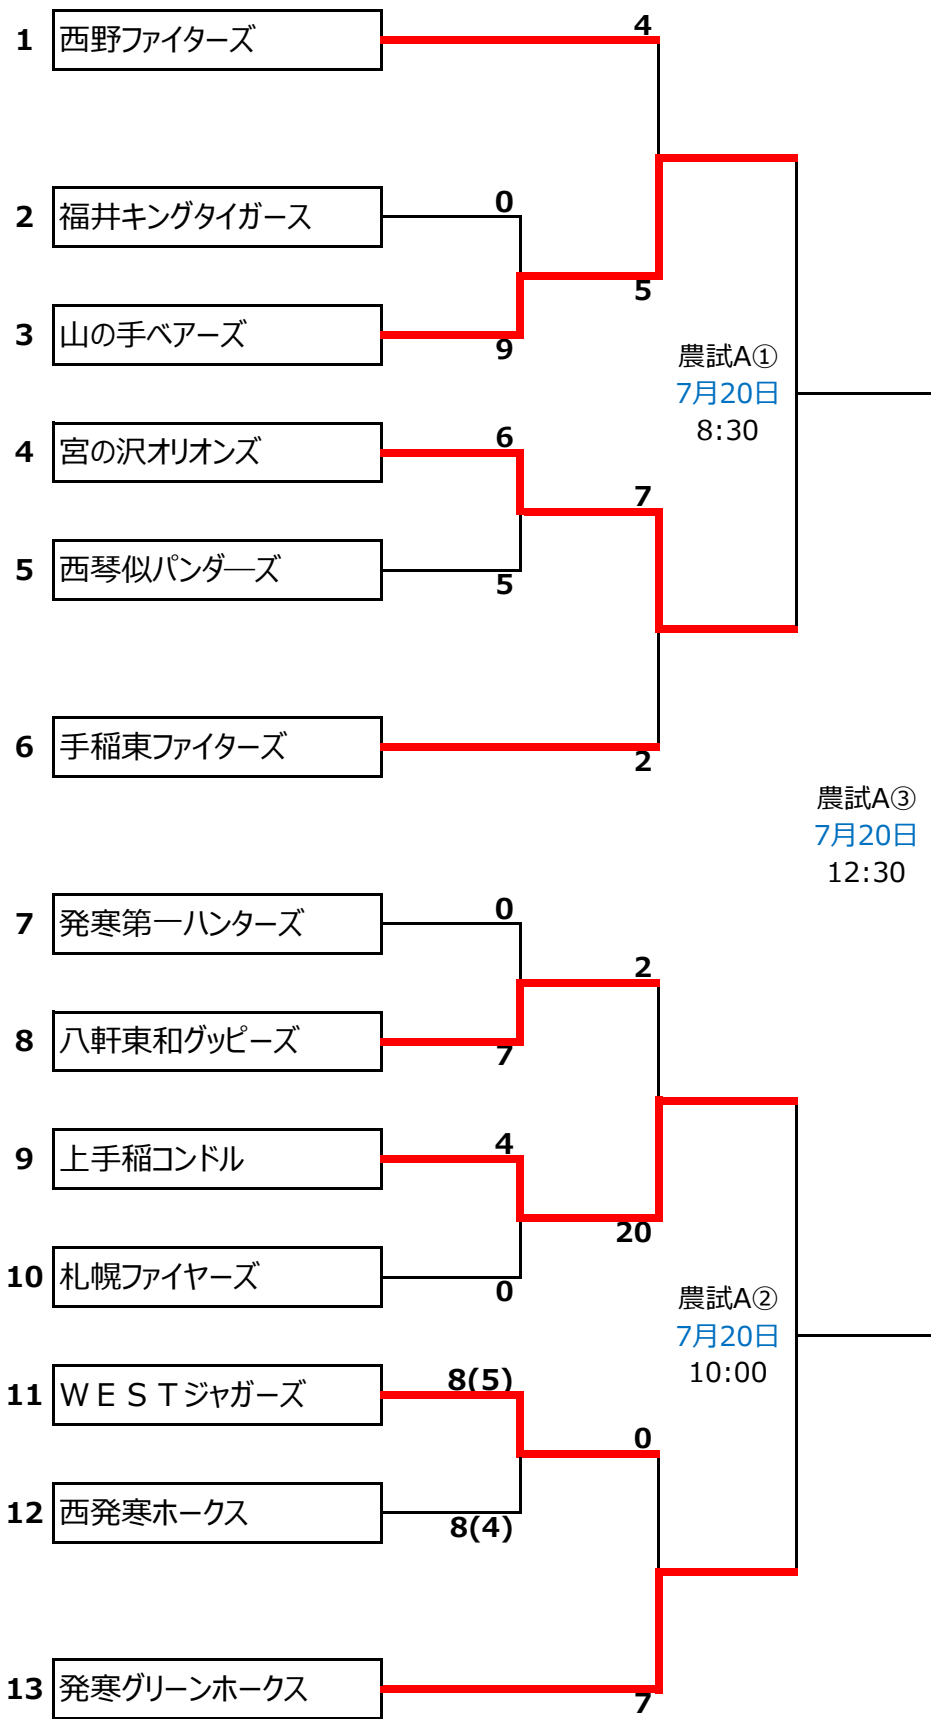 4
1 西野ファイターズ
0
2 福井キングタイガース
5
3 山の手ベアーズ
9
農試A①
7月20日
8:30
6
4 宮の沢オリオンズ
7
5 西琴似パンダ―ズ
5
6 手稲東ファイターズ
2
農試A③
7月20日
12:30
0
7 発寒第一ハンターズ
2
8 八軒東和グッピーズ
7
4
9 上手稲コンドル
20
10 札幌ファイヤーズ
0
農試A②
7月20日
10:00
8(5)
11 ＷＥＳＴジャガーズ
0
12 西発寒ホークス
8(4)
13 発寒グリーンホークス
7